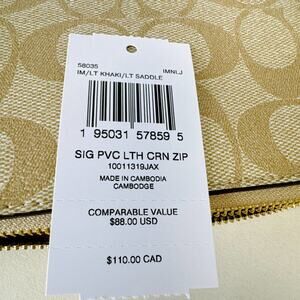 58035 IMNIJ
IM/LT KHAKI/LT SADDLE
1 95031 57859 5
SIG PVC LTH CRN ZIP
10011319JAX
MADE IN CAMBODIA
CAMBODGE
COMPARABLE VALUE
$88.00 USD
$110.00 CAD